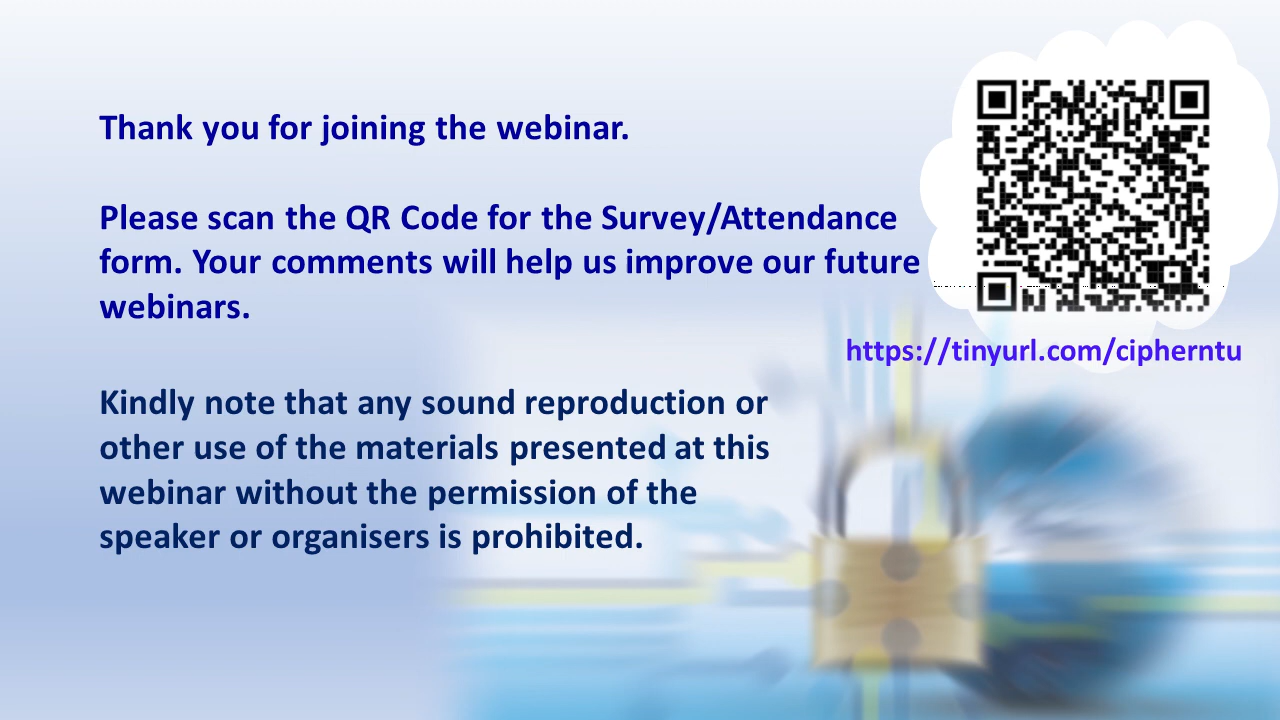 Thank you for joining the webinar.
Please scan the QR Code for the Survey/Attendance
form. Your comments will help us improve our future
webinars.
https://tinyurl.com/cipherntu
Kindly note that any sound reproduction or
other use of the materials presented at this
webinar without the permission of the
speaker or organisers is prohibited.